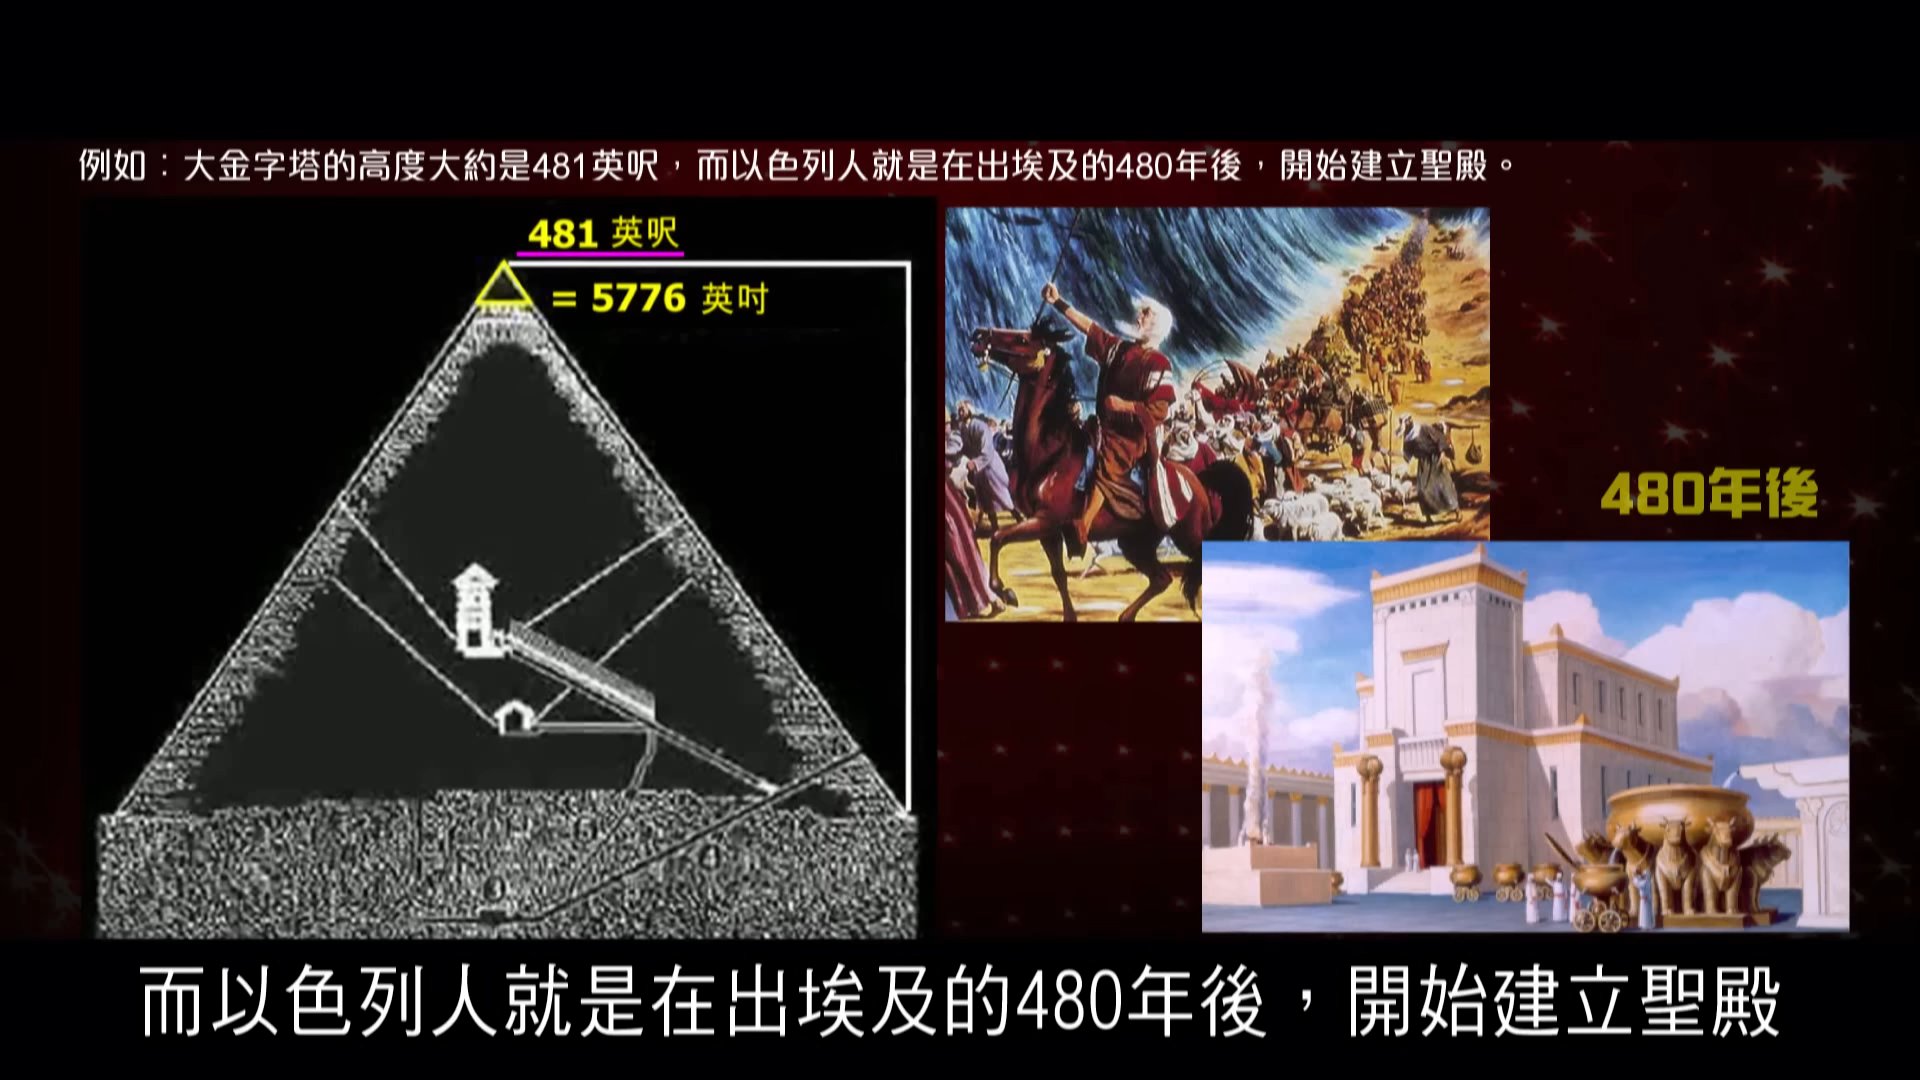 例如：大金字塔的高度大約是481英呎，而以色列人就是在出埃及的480年後，開始建立聖殿。
481 英呎
= 5776 英吋
480年後
而以色列人就是在出埃及的480年後，開始建立聖殿